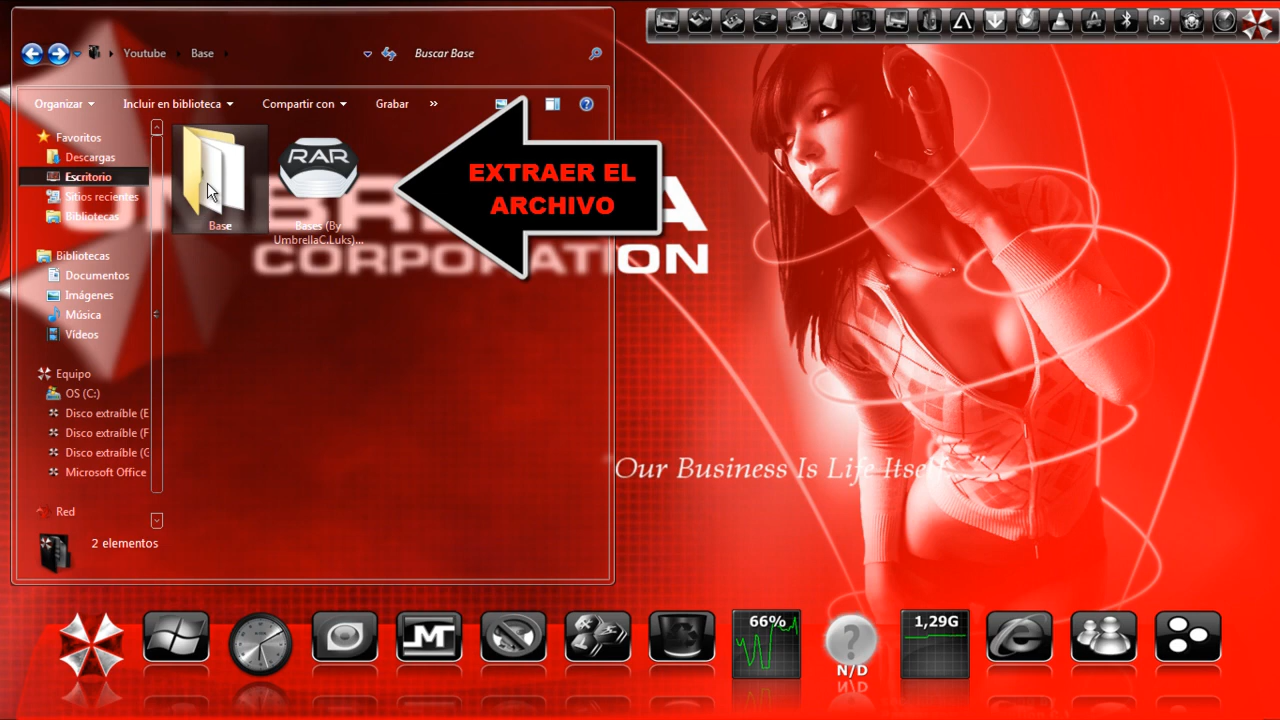 Youtube
Base
Buscar Base
Organizar
Incluir en biblioteca
Compartir con
Grabar
»
Favoritos
Descargas
Escritorio
Sitios recientes
Bibliotecas
Bibliotecas
Documentos
Imágenes
Música
Vídeos
Equipo
OS (C:)
Disco extraíble (E
Disco extraíble (F
Disco extraíble (G
Microsoft Office
Red
2 elementos
Base
RAR
Bases (By
UmbrellaC.Luks)...
EXTRAER EL
ARCHIVO
CORPORATION
Our Business Is Life Itself..."
Ps
66%
N/D
1,29G